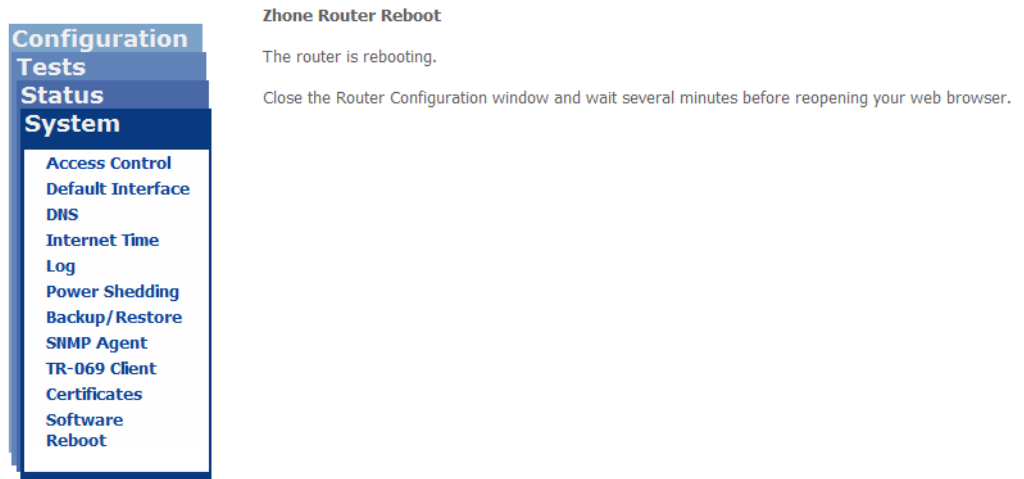 Configuration
Tests
Status
System
Access Control
Default Interface
DNS
Internet Time
Log
Power Shedding
Backup/Restore
SNMP Agent
TR-069 Client
Certificates
Software
Reboot
Zhone Router Reboot
The router is rebooting.
Close the Router Configuration window and wait several minutes before reopening your web browser.